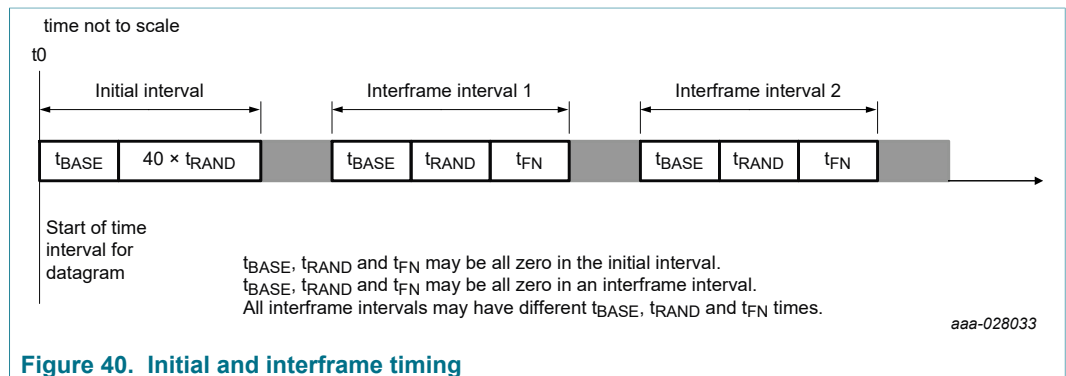 time not to scale
t0
Initial interval
Interframe interval 1
Interframe interval 2
tBASE
40 × tRAND
tBASE
tRAND
tFN
tBASE
tRAND
tFN
Start of time
interval for
datagram
tBASE, tRAND and tFN may be all zero in the initial interval.
tBASE, tRAND and tFN may be all zero in an interframe interval.
All interframe intervals may have different tBASE, tRAND and tFN times.
aaa-028033
Figure 40. Initial and interframe timing